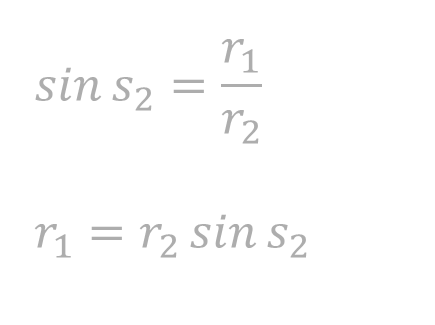 sin s₂ = r₁/r₂
r₁ = r₂ sin s₂